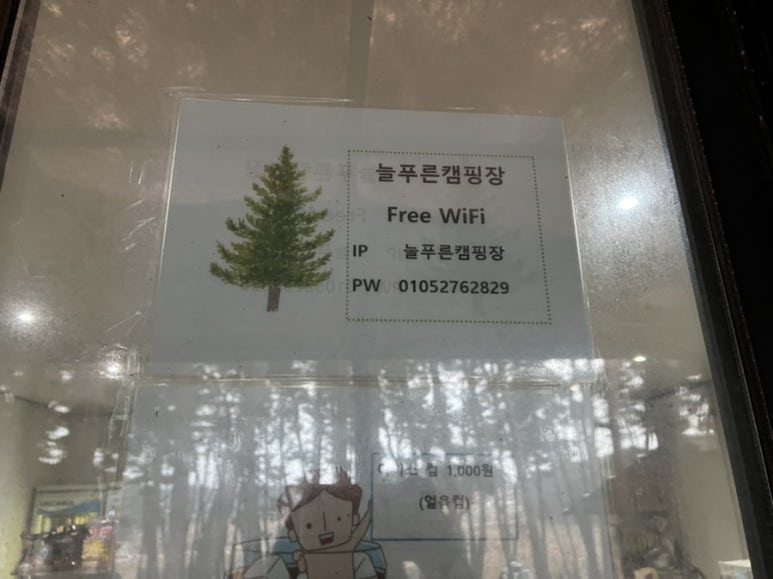 늘푸른캠핑장
Free WiFi
IP 늘푸른캠핑장
PW 01052762829
컵 1,000원
(얼음컵)